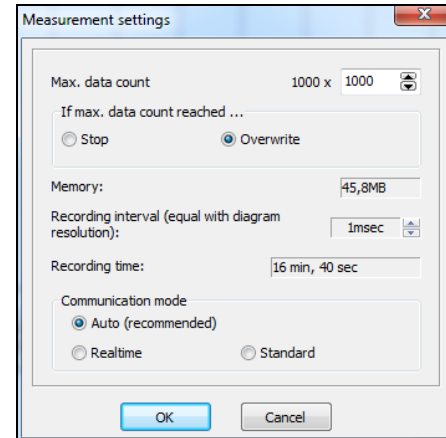 Measurement settings
x
Max. data count 1000 x 1000
If max. data count reached ...
Stop Overwrite
Memory: 45,8MB
Recording interval (equal with diagram
resolution): 1msec
Recording time: 16 min, 40 sec
Communication mode
Auto (recommended)
Realtime Standard
OK Cancel